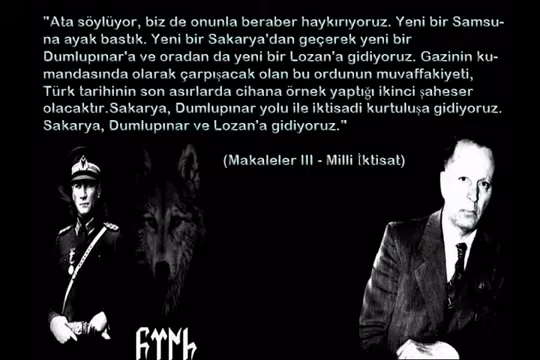 "Ata söylüyor, biz de onunla beraber haykırıyoruz. Yeni bir Samsu-
na ayak bastık. Yeni bir Sakarya'dan geçerek yeni bir
Dumlupınar'a ve oradan da yeni bir Lozan'a gidiyoruz. Gazinin ku-
mandasında olarak çarpışacak olan bu ordunun muvaffakiyeti,
Türk tarihinin son asırlarda cihana örnek yaptığı ikinci şaheser
olacaktır.Sakarya, Dumlupınar yolu ile iktisadi kurtuluşa gidiyoruz.
Sakarya, Dumlupınar ve Lozan'a gidiyoruz."
(Makaleler III - Milli İktisat)